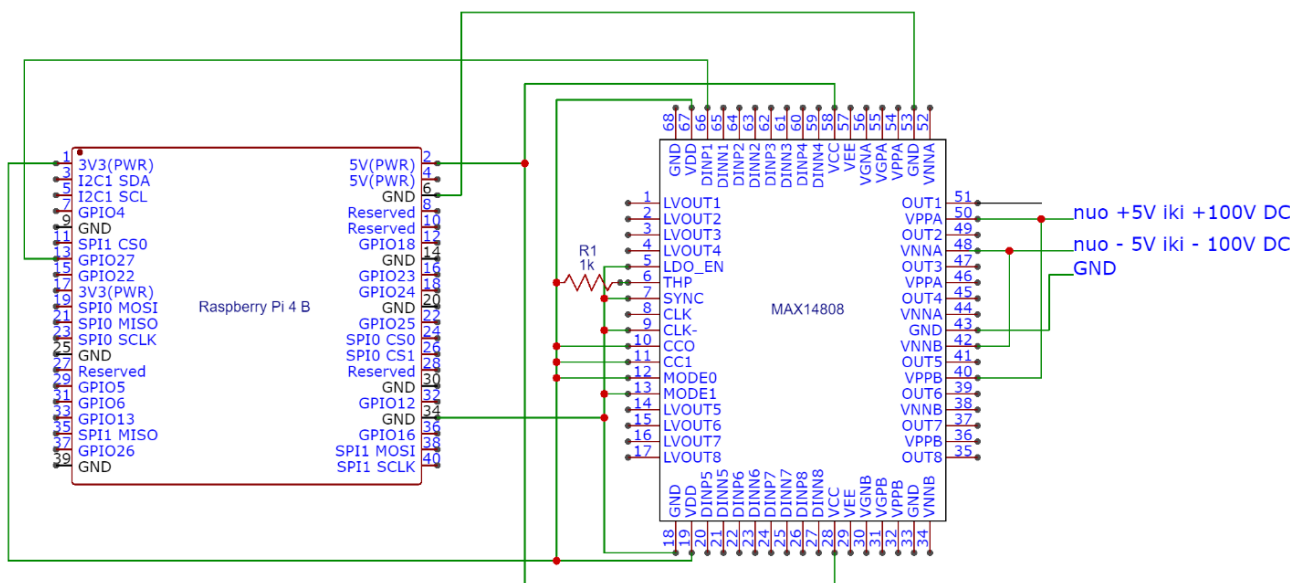 Raspberry Pi 4 B
1 3V3(PWR)
3 I2C1 SDA
5 I2C1 SCL
7 GPIO4
9 GND
11 SPI1 CS0
13 GPIO27
15 GPIO22
17 3V3(PWR)
19 SPI0 MOSI
21 SPI0 MISO
23 SPI0 SCLK
25 GND
27 Reserved
29 GPIO5
31 GPIO6
33 GPIO13
35 SPI1 MISO
37 GPIO26
39 GND
5V(PWR) 2
5V(PWR) 4
GND 6
Reserved 8
Reserved 10
GPIO18 12
GND 14
GPIO23 16
GPIO24 18
GND 20
GPIO25 22
SPI0 CS0 24
SPI0 CS1 26
Reserved 28
GND 30
GPIO12 32
GND 34
GPIO16 36
SPI1 MOSI 38
SPI1 SCLK 40
R1
1k
MAX14808
68 GND
67 VDD
66 DINP1
65 DINN1
64 DINP2
63 DINN2
62 DINP3
61 DINN3
60 DINP4
59 DINN4
58 VCC
57 VEE
56 VGNA
55 VGPA
54 VPPA
53 GND
52 VNNA
1 LVOUT1
2 LVOUT2
3 LVOUT3
4 LVOUT4
5 LDO_EN
6 THP
7 SYNC
8 CLK
9 CLK-
10 CCO
11 CC1
12 MODE0
13 MODE1
14 LVOUT5
15 LVOUT6
16 LVOUT7
17 LVOUT8
OUT1 51
VPPA 50
OUT2 49
VNNA 48
OUT3 47
VPPA 46
OUT4 45
VNNA 44
GND 43
VNNB 42
OUT5 41
VPPB 40
OUT6 39
VNNB 38
OUT7 37
VPPB 36
OUT8 35
18 GND
19 VDD
20 DINP5
21 DINN5
22 DINP6
23 DINN6
24 DINP7
25 DINN7
26 DINP8
27 DINN8
28 VCC
29 VEE
30 VGNB
31 VGPB
32 VPPB
33 GND
34 VNNB
nuo +5V iki +100V DC
nuo - 5V iki - 100V DC
GND